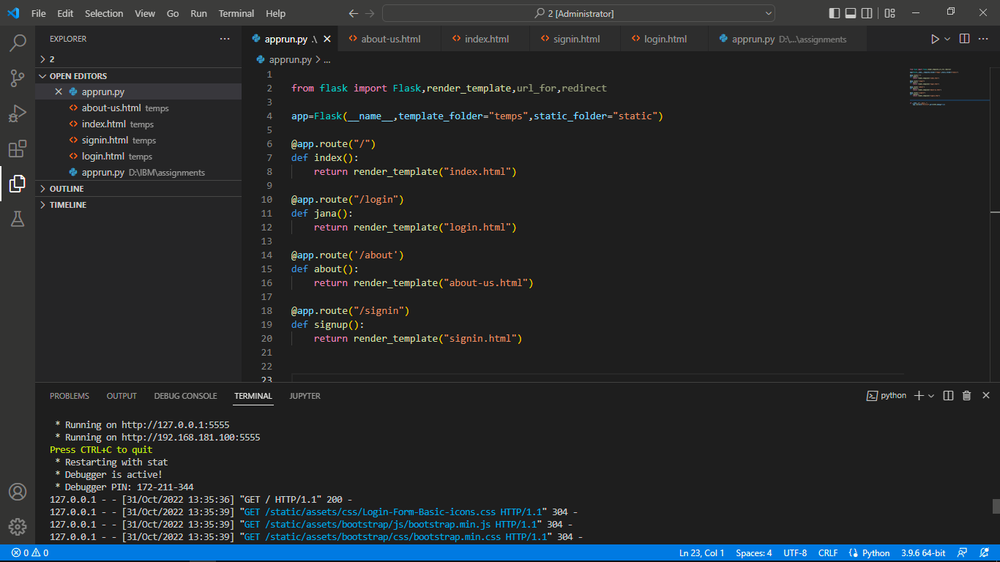 File Edit Selection View Go Run Terminal Help 2 [Administrator]
EXPLORER
apprun.py .\ about-us.html index.html signin.html login.html apprun.py D:\...\assignments
2
OPEN EDITORS
apprun.py
about-us.html temps
index.html temps
signin.html temps
login.html temps
apprun.py D:\IBM\assignments
OUTLINE
TIMELINE
apprun.py > ...
1
2 from flask import Flask,render_template,url_for,redirect
3
4 app=Flask(__name__,template_folder="temps",static_folder="static")
5
6 @app.route("/")
7 def index():
8 return render_template("index.html")
9
10 @app.route("/login")
11 def jana():
12 return render_template("login.html")
13
14 @app.route('/about')
15 def about():
16 return render_template("about-us.html")
17
18 @app.route("/signin")
19 def signup():
20 return render_template("signin.html")
21
22
23
PROBLEMS OUTPUT DEBUG CONSOLE TERMINAL JUPYTER python
* Running on http://127.0.0.1:5555
* Running on http://192.168.181.100:5555
Press CTRL+C to quit
* Restarting with stat
* Debugger is active!
* Debugger PIN: 172-211-344
127.0.0.1 - - [31/Oct/2022 13:35:36] "GET / HTTP/1.1" 200 -
127.0.0.1 - - [31/Oct/2022 13:35:39] "GET /static/assets/css/Login-Form-Basic-icons.css HTTP/1.1" 304 -
127.0.0.1 - - [31/Oct/2022 13:35:39] "GET /static/assets/bootstrap/js/bootstrap.min.js HTTP/1.1" 304 -
127.0.0.1 - - [31/Oct/2022 13:35:39] "GET /static/assets/bootstrap/css/bootstrap.min.css HTTP/1.1" 304 -
0 0 Ln 23, Col 1 Spaces: 4 UTF-8 CRLF Python 3.9.6 64-bit